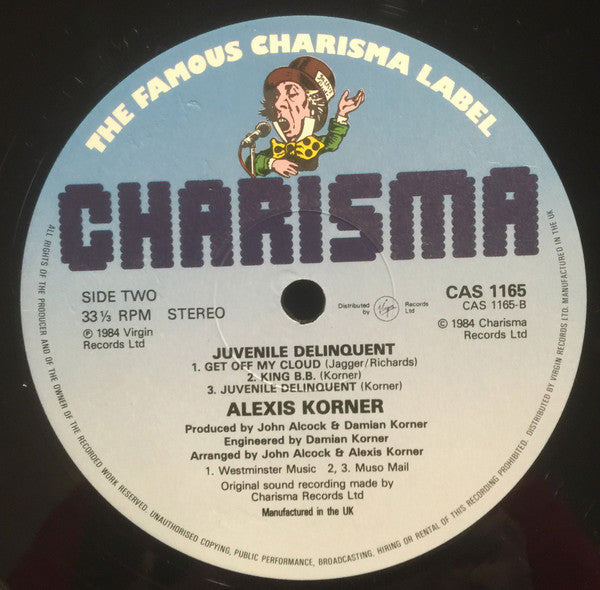 THE FAMOUS CHARISMA LABEL
CHARISMA
SIDE TWO
33⅓ RPM STEREO
℗ 1984 Virgin
Records Ltd
Distributed
by
Virgin
Records
Ltd
CAS 1165
CAS 1165-B
© 1984 Charisma
Records Ltd
JUVENILE DELINQUENT
1. GET OFF MY CLOUD (Jagger/Richards)
2. KING B.B. (Korner)
3. JUVENILE DELINQUENT (Korner)
ALEXIS KORNER
Produced by John Alcock & Damian Korner
Engineered by Damian Korner
Arranged by John Alcock & Alexis Korner
1. Westminster Music 2, 3. Muso Mail
Original sound recording made by
Charisma Records Ltd
Manufactured in the UK
ALL RIGHTS OF THE PRODUCER AND OF THE OWNER OF THE RECORDED WORK RESERVED. UNAUTHORISED COPYING, PUBLIC PERFORMANCE, BROADCASTING, HIRING OR RENTAL OF THIS RECORDING PROHIBITED. DISTRIBUTED BY VIRGIN RECORDS LTD. MANUFACTURED IN THE UK